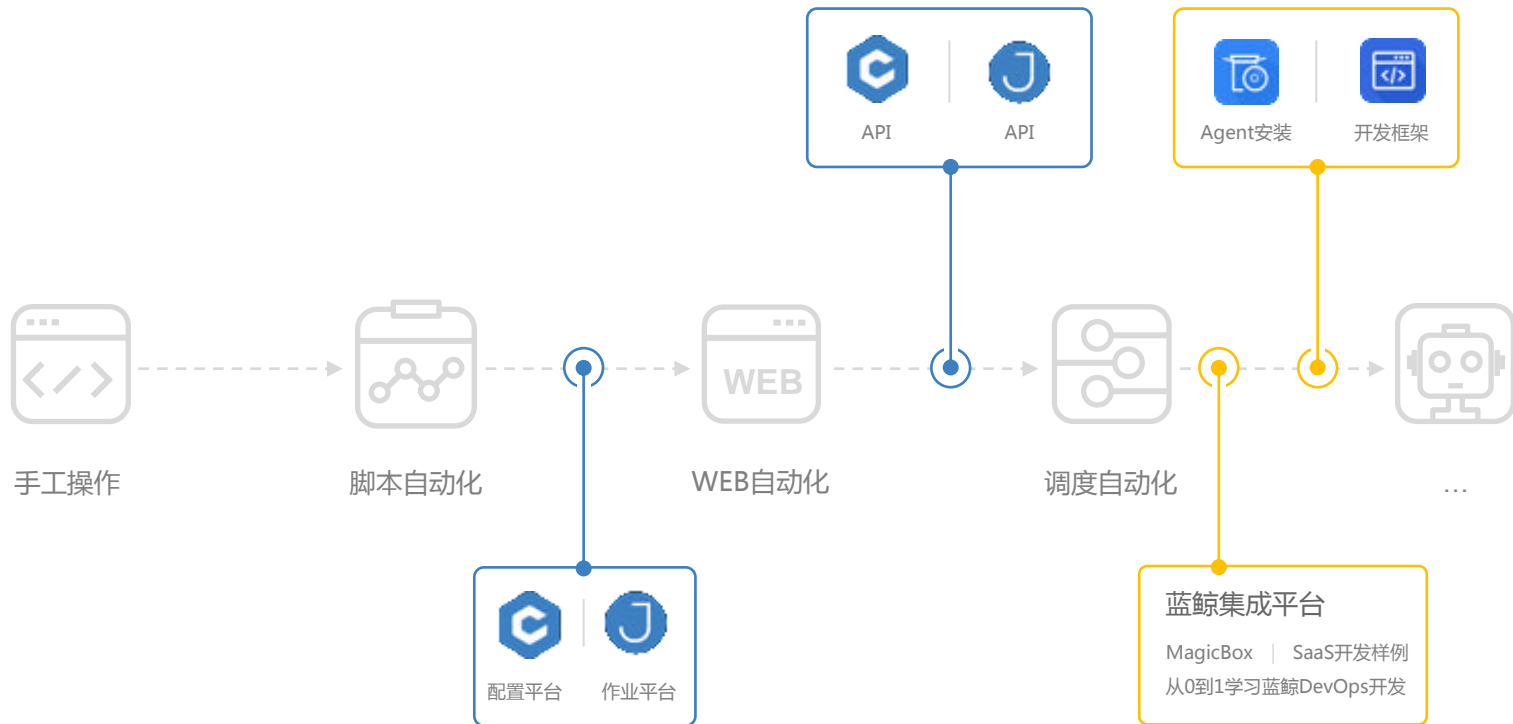 API
API
Agent安装
开发框架
WEB
手工操作
脚本自动化
WEB自动化
调度自动化
...
配置平台
作业平台
蓝鲸集成平台
MagicBox | SaaS开发样例
从0到1学习蓝鲸DevOps开发